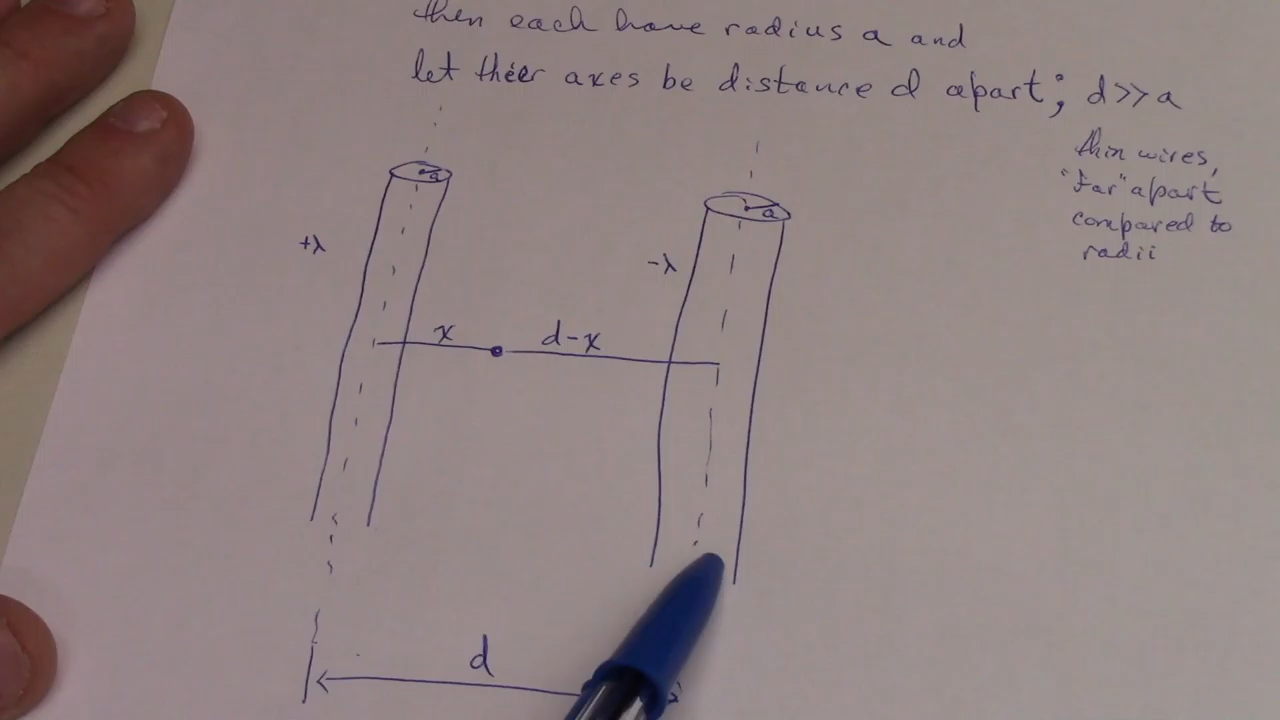 then each have radius a and
let their axes be distance d apart; d>>a
thin wires,
"far" apart
compared to
radii
a
a
+λ
-λ
x
d-x
d